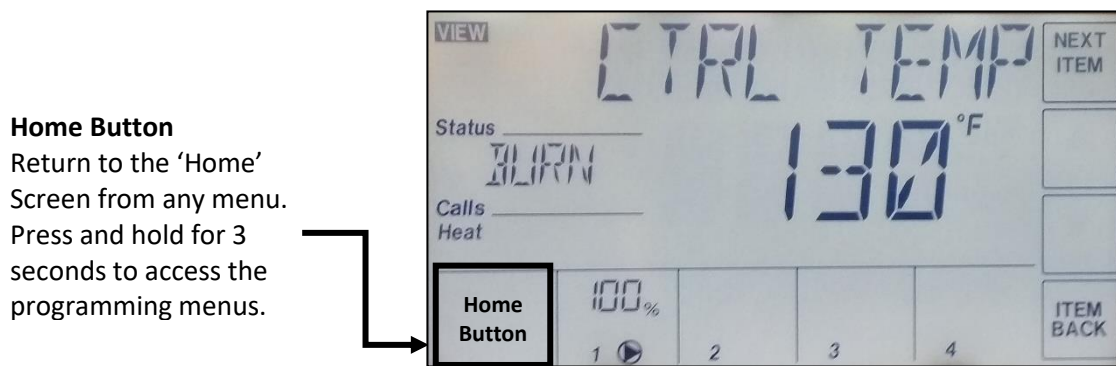 Home Button
Return to the ‘Home’
Screen from any menu.
Press and hold for 3
seconds to access the
programming menus.
VIEW
CTRL TEMP
NEXT
ITEM
Status
BURN
130 °F
Calls
Heat
Home
Button
100%
1
2
3
4
ITEM
BACK